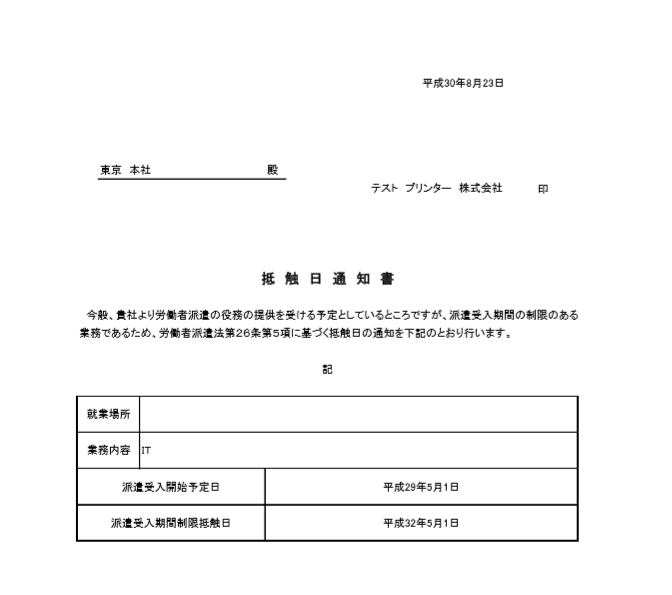 平成30年8月23日
東京 本社 殿
テスト プリンター 株式会社 印
抵 触 日 通 知 書
今般、貴社より労働者派遣の役務の提供を受ける予定としているところですが、派遣受入期間の制限のある
業務であるため、労働者派遣法第26条第5項に基づく抵触日の通知を下記のとおり行います。
記
就業場所
業務内容 IT
派遣受入開始予定日 平成29年5月1日
派遣受入期間制限抵触日 平成32年5月1日